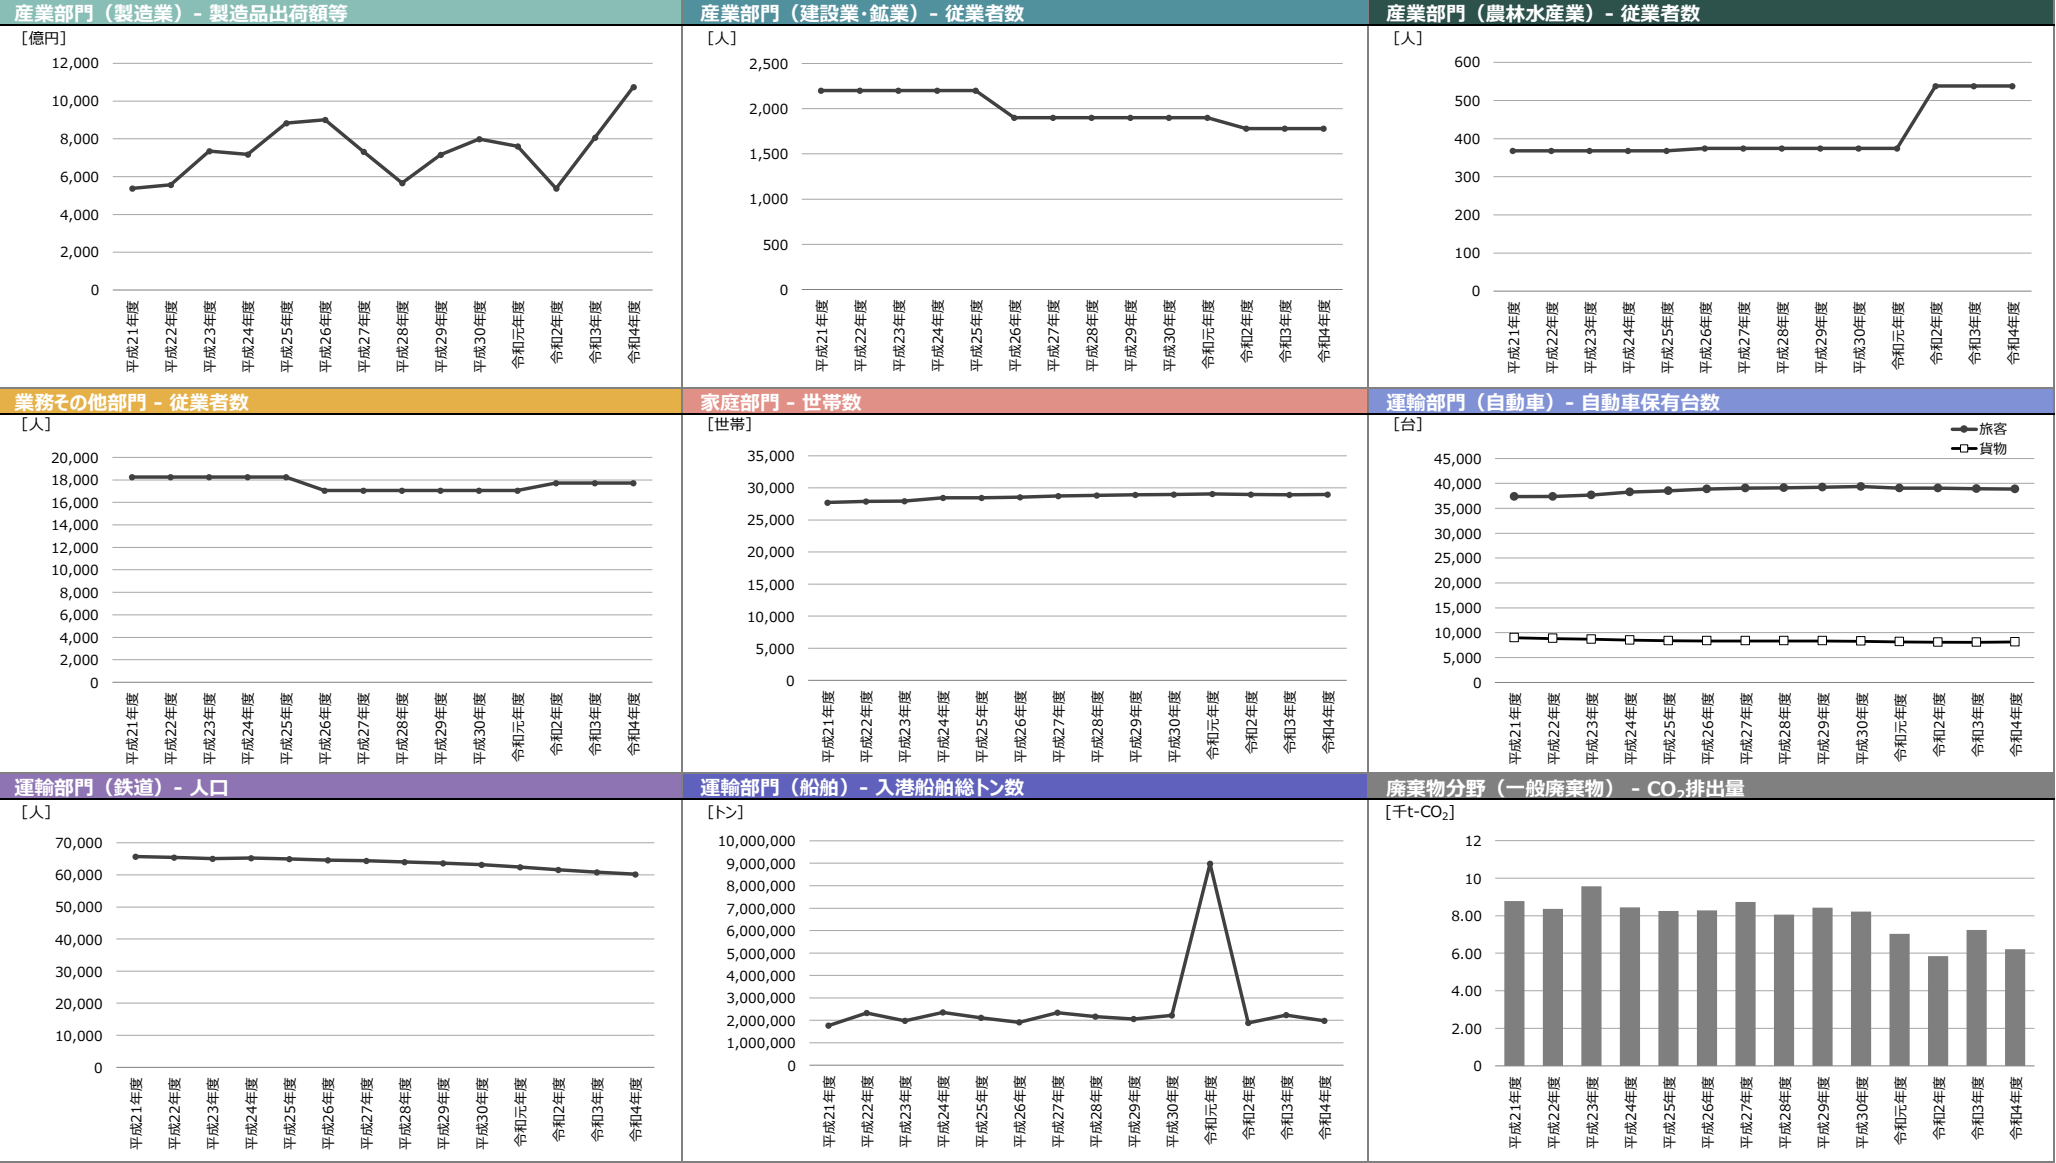 産業部門（製造業）- 製造品出荷額等
[億円]
12,000
10,000
8,000
6,000
4,000
2,000
0
平成21年度
平成22年度
平成23年度
平成24年度
平成25年度
平成26年度
平成27年度
平成28年度
平成29年度
平成30年度
令和元年度
令和2年度
令和3年度
令和4年度
産業部門（建設業･鉱業）- 従業者数
[人]
2,500
2,000
1,500
1,000
500
0
平成21年度
平成22年度
平成23年度
平成24年度
平成25年度
平成26年度
平成27年度
平成28年度
平成29年度
平成30年度
令和元年度
令和2年度
令和3年度
令和4年度
産業部門（農林水産業）- 従業者数
[人]
600
500
400
300
200
100
0
平成21年度
平成22年度
平成23年度
平成24年度
平成25年度
平成26年度
平成27年度
平成28年度
平成29年度
平成30年度
令和元年度
令和2年度
令和3年度
令和4年度
業務その他部門 - 従業者数
[人]
20,000
18,000
16,000
14,000
12,000
10,000
8,000
6,000
4,000
2,000
0
平成21年度
平成22年度
平成23年度
平成24年度
平成25年度
平成26年度
平成27年度
平成28年度
平成29年度
平成30年度
令和元年度
令和2年度
令和3年度
令和4年度
家庭部門 - 世帯数
[世帯]
35,000
30,000
25,000
20,000
15,000
10,000
5,000
0
平成21年度
平成22年度
平成23年度
平成24年度
平成25年度
平成26年度
平成27年度
平成28年度
平成29年度
平成30年度
令和元年度
令和2年度
令和3年度
令和4年度
運輸部門（自動車）- 自動車保有台数
[台]
旅客
貨物
45,000
40,000
35,000
30,000
25,000
20,000
15,000
10,000
5,000
0
平成21年度
平成22年度
平成23年度
平成24年度
平成25年度
平成26年度
平成27年度
平成28年度
平成29年度
平成30年度
令和元年度
令和2年度
令和3年度
令和4年度
運輸部門（鉄道）- 人口
[人]
70,000
60,000
50,000
40,000
30,000
20,000
10,000
0
平成21年度
平成22年度
平成23年度
平成24年度
平成25年度
平成26年度
平成27年度
平成28年度
平成29年度
平成30年度
令和元年度
令和2年度
令和3年度
令和4年度
運輸部門（船舶）- 入港船舶総トン数
[トン]
10,000,000
9,000,000
8,000,000
7,000,000
6,000,000
5,000,000
4,000,000
3,000,000
2,000,000
1,000,000
0
平成21年度
平成22年度
平成23年度
平成24年度
平成25年度
平成26年度
平成27年度
平成28年度
平成29年度
平成30年度
令和元年度
令和2年度
令和3年度
令和4年度
廃棄物分野（一般廃棄物） - CO₂排出量
[千t-CO₂]
12
10
8.00
6.00
4.00
2.00
0
平成21年度
平成22年度
平成23年度
平成24年度
平成25年度
平成26年度
平成27年度
平成28年度
平成29年度
平成30年度
令和元年度
令和2年度
令和3年度
令和4年度